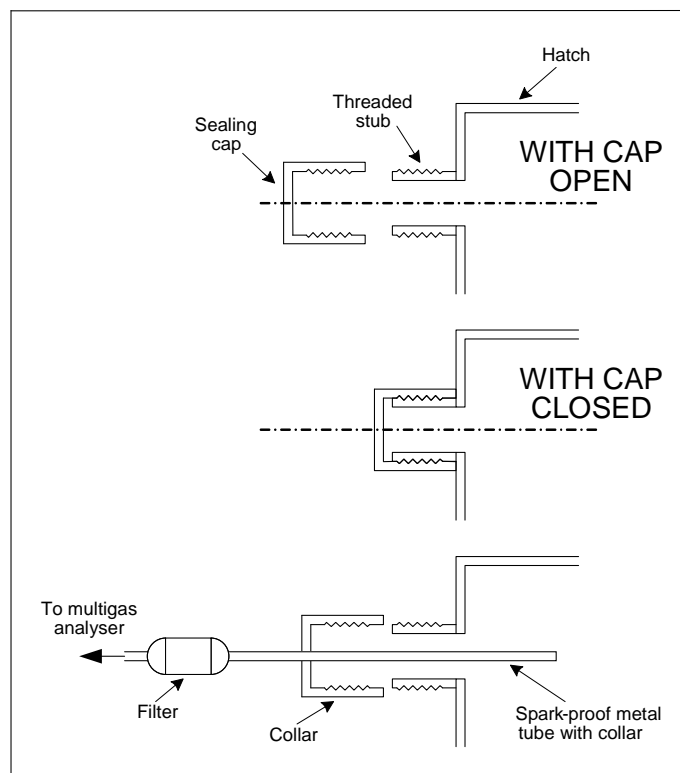 Hatch
Threaded
stub
Sealing
cap
WITH CAP
OPEN
WITH CAP
CLOSED
To multigas
analyser
Filter
Collar
Spark-proof metal
tube with collar